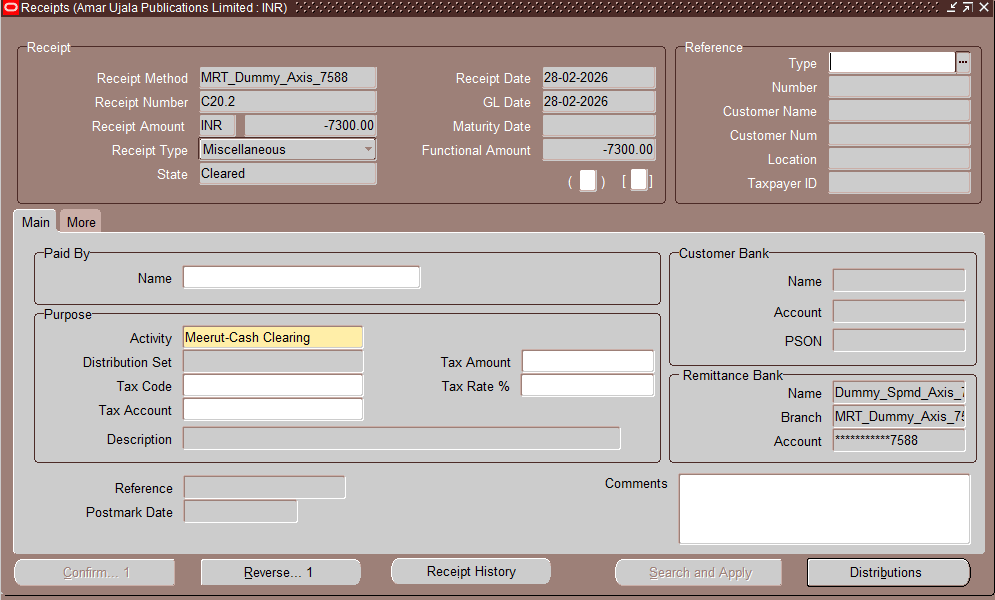 Receipts (Amar Ujala Publications Limited : INR)
Receipt
Receipt Method MRT_Dummy_Axis_7588
Receipt Number C20.2
Receipt Amount INR -7300.00
Receipt Type Miscellaneous
State Cleared
Receipt Date 28-02-2026
GL Date 28-02-2026
Maturity Date
Functional Amount -7300.00
( ) [ ]
Reference
Type ...
Number
Customer Name
Customer Num
Location
Taxpayer ID
Main More
Paid By
Name
Purpose
Activity Meerut-Cash Clearing
Distribution Set
Tax Code
Tax Account
Description
Tax Amount
Tax Rate %
Customer Bank
Name
Account
PSON
Remittance Bank
Name Dummy_Spmd_Axis_7
Branch MRT_Dummy_Axis_75
Account ***********7588
Reference
Postmark Date
Comments
Confirm... 1 Reverse... 1 Receipt History Search and Apply Distributions